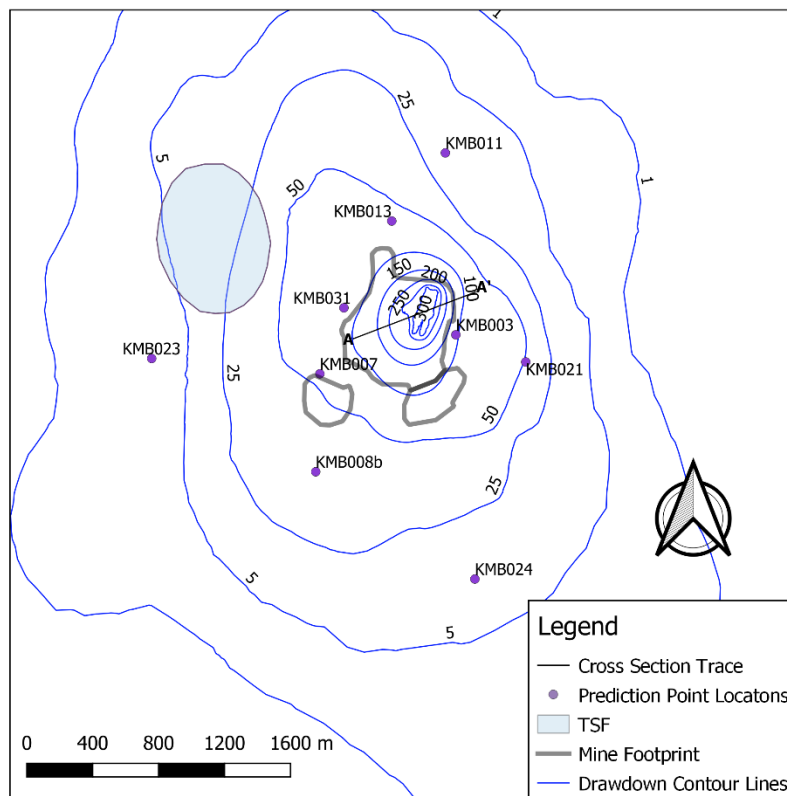 1
25
KMB011
5
1
50
KMB013
150
200
100
A'
250
300
KMB031
A
KMB003
KMB023
KMB007
KMB021
25
50
KMB008b
25
KMB024
5
5
Legend
Cross Section Trace
Prediction Point Locatons
TSF
Mine Footprint
Drawdown Contour Lines
0 400 800 1200 1600 m